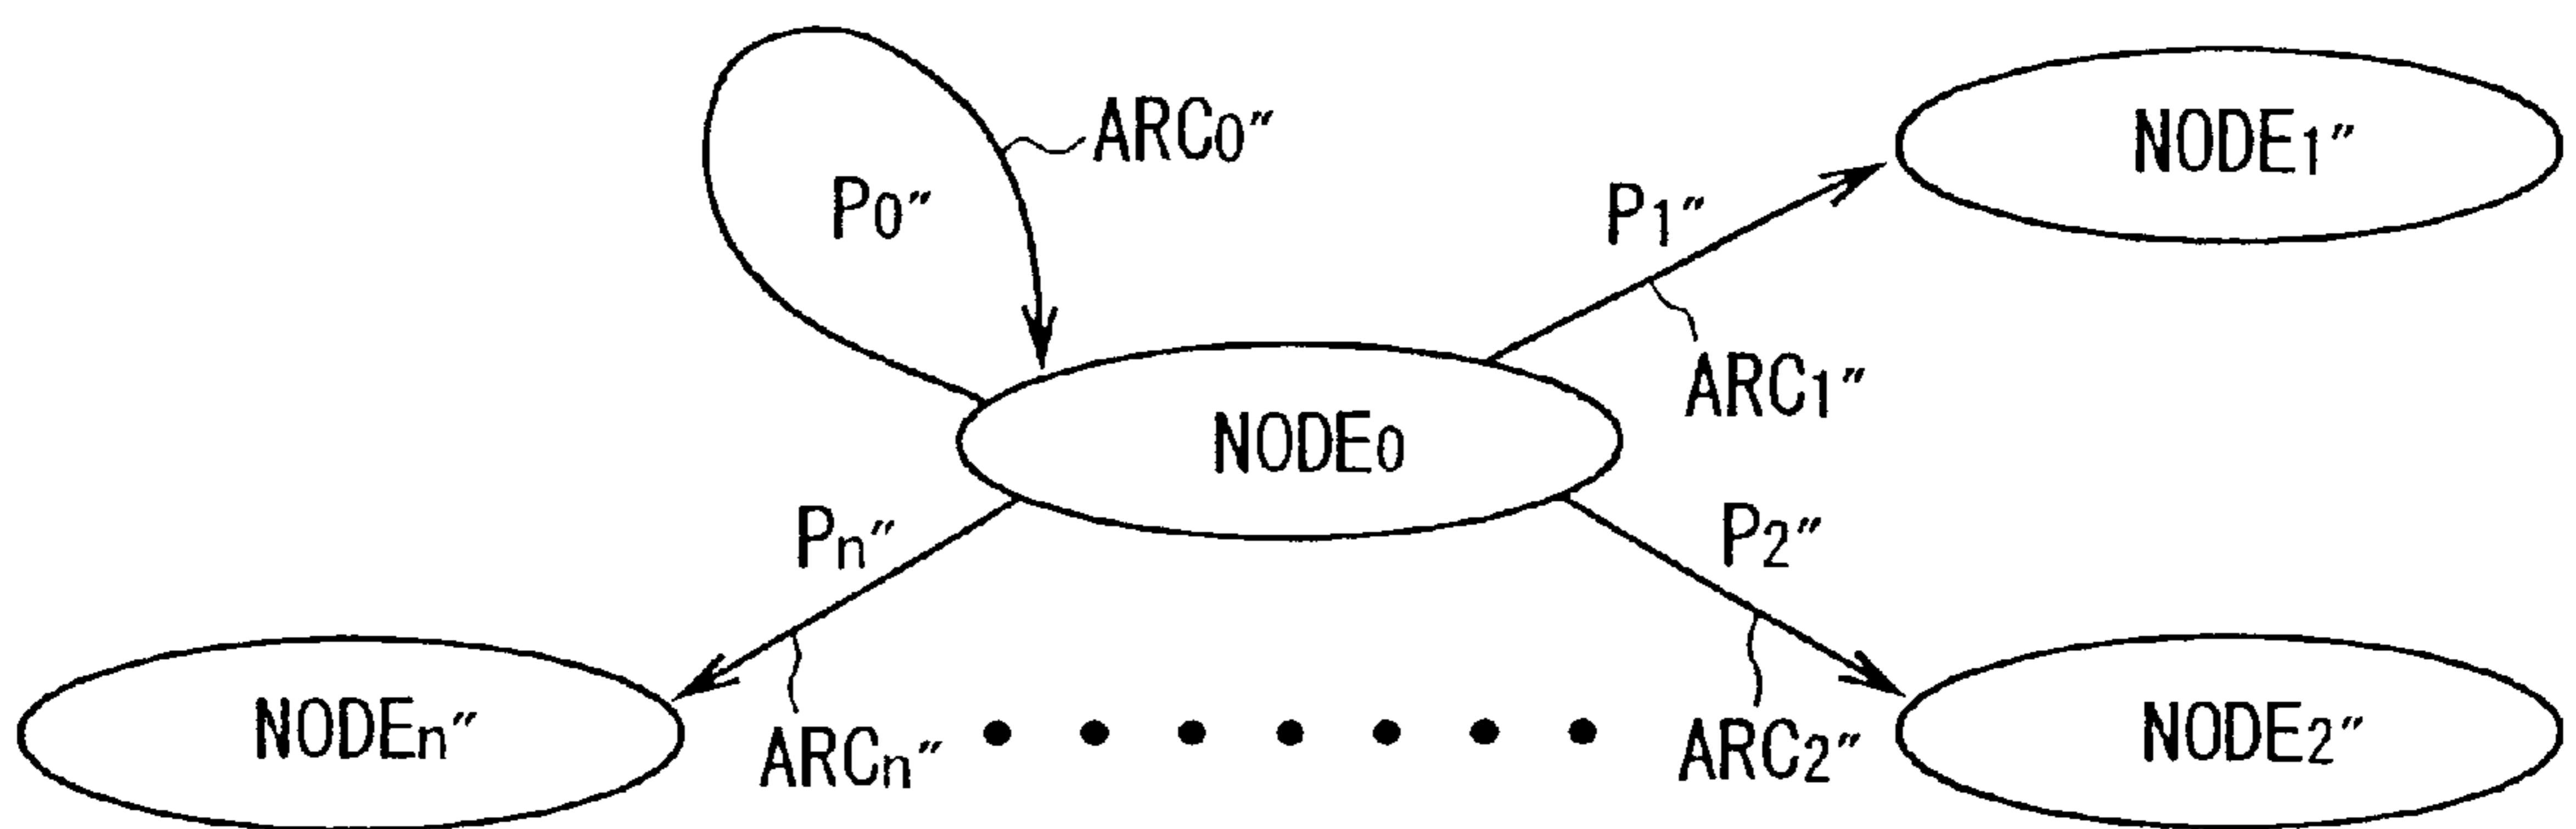 ARC0″
NODE1″
P0″
P1″
ARC1″
NODE0
Pn″
P2″
NODEn″
ARCn″
ARC2″
NODE2″